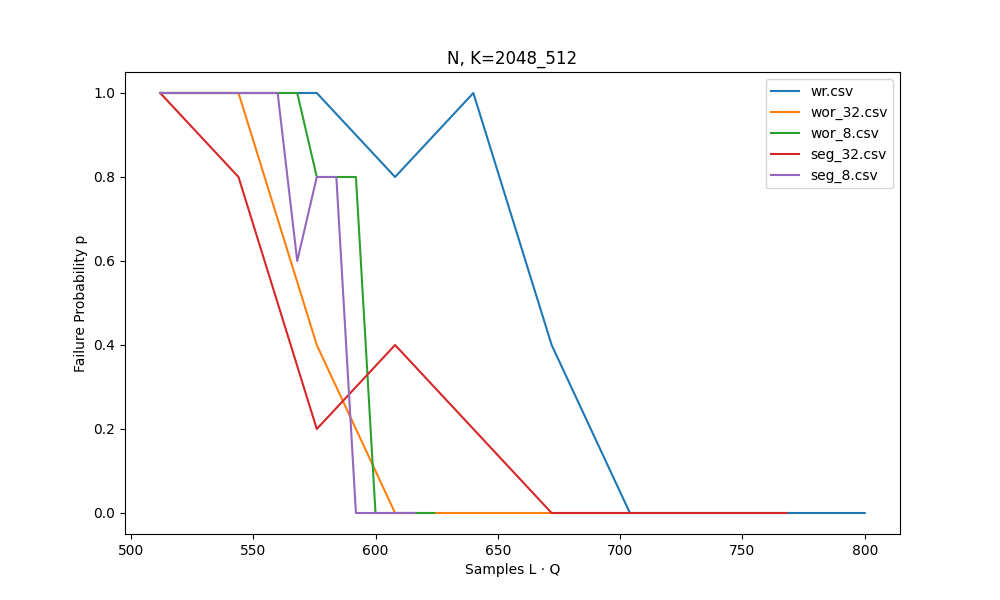 N, K=2048_512
wr.csv
wor_32.csv
wor_8.csv
seg_32.csv
seg_8.csv
Failure Probability p
1.0
0.8
0.6
0.4
0.2
0.0
500 550 600 650 700 750 800
Samples L · Q